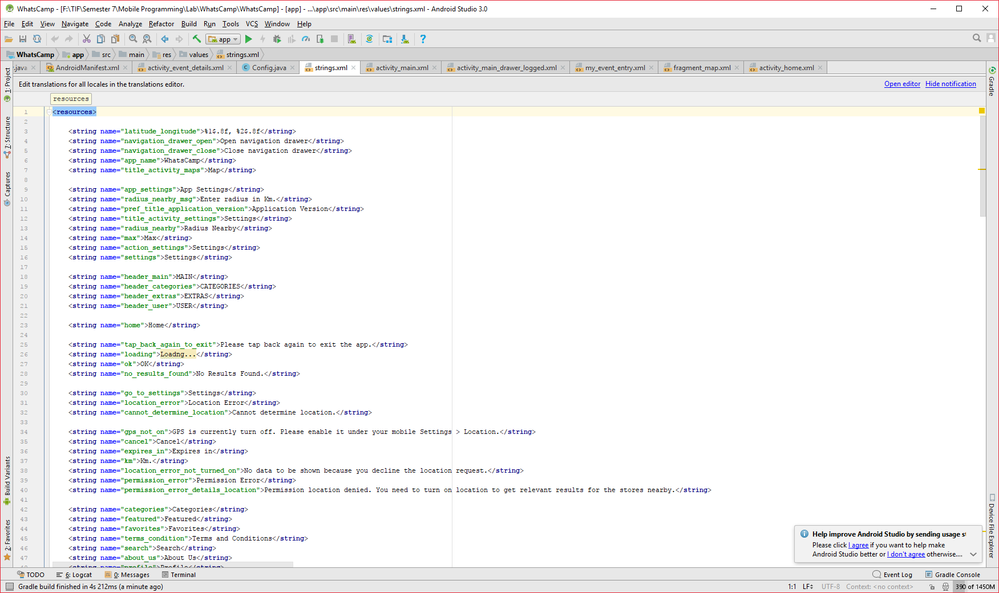 WhatsCamp - [F:\TIF\Semester 7\Mobile Programming\Lab\WhatsCamp\WhatsCamp] - [app] - ...\app\src\main\res\values\strings.xml - Android Studio 3.0
File Edit View Navigate Code Analyze Refactor Build Run Tools VCS Window Help
app
WhatsCamp app src main res values strings.xml
y.java AndroidManifest.xml activity_event_details.xml Config.java strings.xml activity_main.xml activity_main_drawer_logged.xml my_event_entry.xml fragment_map.xml activity_home.xml
Edit translations for all locales in the translations editor. Open editor Hide notification
resources
1 <resources>
2
3 <string name="latitude_longitude">%1$.8f, %2$.8f</string>
4 <string name="navigation_drawer_open">Open navigation drawer</string>
5 <string name="navigation_drawer_close">Close navigation drawer</string>
6 <string name="app_name">WhatsCamp</string>
7 <string name="title_activity_maps">Map</string>
8
9 <string name="app_settings">App Settings</string>
10 <string name="radius_nearby_msg">Enter radius in Km.</string>
11 <string name="pref_title_application_version">Application Version</string>
12 <string name="title_activity_settings">Settings</string>
13 <string name="radius_nearby">Radius Nearby</string>
14 <string name="max">Max</string>
15 <string name="action_settings">Settings</string>
16 <string name="settings">Settings</string>
17
18 <string name="header_main">MAIN</string>
19 <string name="header_categories">CATEGORIES</string>
20 <string name="header_extras">EXTRAS</string>
21 <string name="header_user">USER</string>
22
23 <string name="home">Home</string>
24
25 <string name="tap_back_again_to_exit">Please tap back again to exit the app.</string>
26 <string name="loading">Loadng...</string>
27 <string name="ok">OK</string>
28 <string name="no_results_found">No Results Found.</string>
29
30 <string name="go_to_settings">Settings</string>
31 <string name="location_error">Location Error</string>
32 <string name="cannot_determine_location">Cannot determine location.</string>
33
34 <string name="gps_not_on">GPS is currently turn off. Please enable it under your mobile Settings > Location.</string>
35 <string name="cancel">Cancel</string>
36 <string name="expires_in">Expires in</string>
37 <string name="km">Km.</string>
38 <string name="location_error_not_turned_on">No data to be shown because you decline the location request.</string>
39 <string name="permission_error">Permission Error</string>
40 <string name="permission_error_details_location">Permission location denied. You need to turn on location to get relevant results for the stores nearby.</string>
41
42 <string name="categories">Categories</string>
43 <string name="featured">Featured</string>
44 <string name="favorites">Favorites</string>
45 <string name="terms_condition">Terms and Conditions</string>
46 <string name="search">Search</string>
47 <string name="about_us">About Us</string>
48 <string name="profile">Profile</string>
1: Project
7: Structure
Captures
Build Variants
2: Favorites
Gradle
Device File Explorer
Help improve Android Studio by sending usage st
Please click I agree if you want to help make
Android Studio better or I don't agree otherwise....
TODO 6: Logcat 0: Messages Terminal Event Log Gradle Console
Gradle build finished in 4s 212ms (a minute ago) 1:1 LF UTF-8 Context: <no context> 390 of 1450M